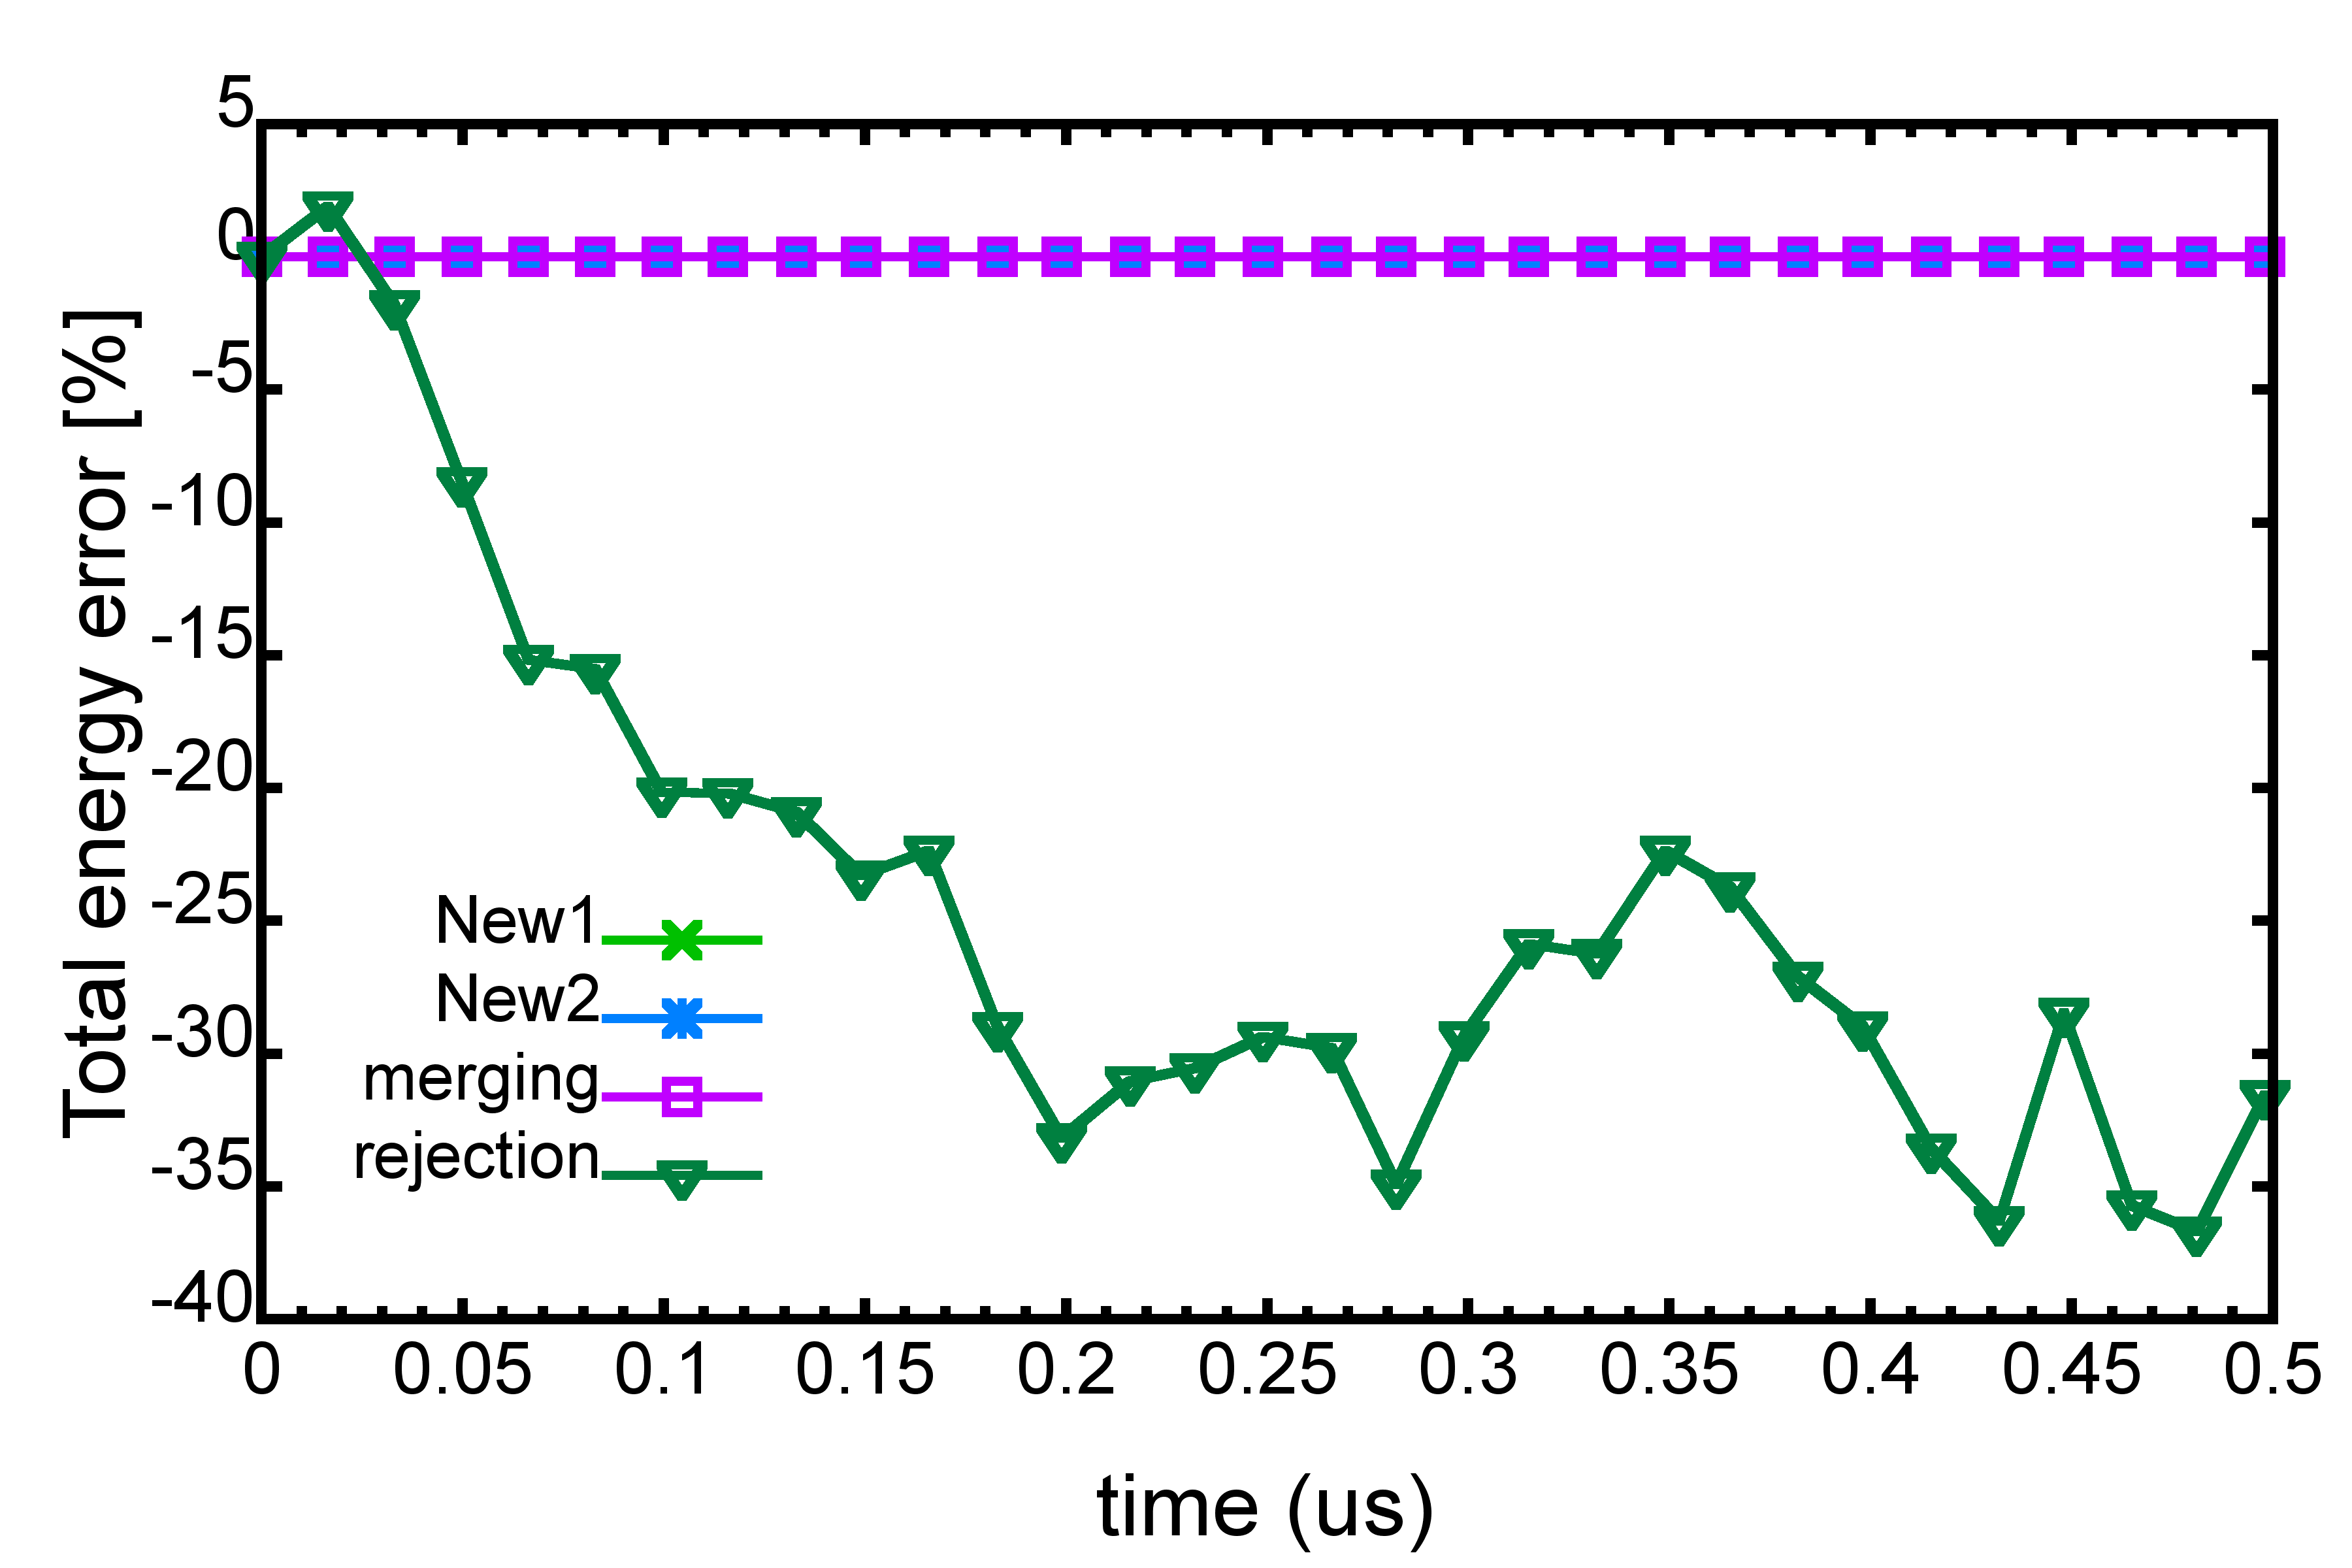 Total energy error [%]
5
0
-5
-10
-15
-20
-25
-30
-35
-40
New1
New2
merging
rejection
0 0.05 0.1 0.15 0.2 0.25 0.3 0.35 0.4 0.45 0.5
time (us)